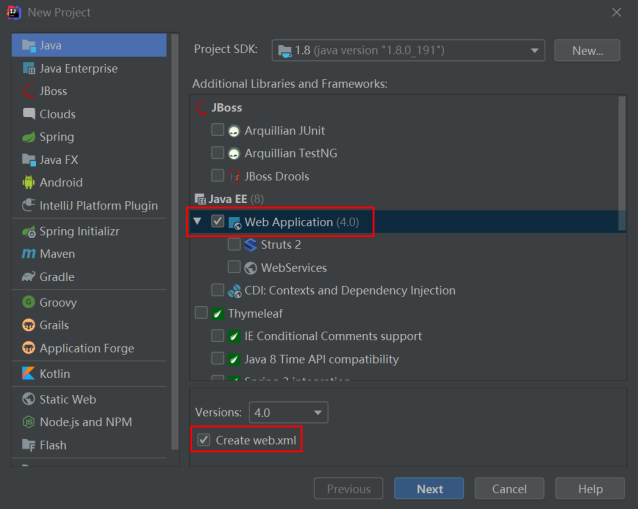 New Project
Java
Java Enterprise
JBoss
Clouds
Spring
Java FX
Android
IntelliJ Platform Plugin
Spring Initializr
Maven
Gradle
Groovy
Grails
Application Forge
Kotlin
Static Web
Node.js and NPM
Flash
Project SDK: 1.8 (java version "1.8.0_191") New...
Additional Libraries and Frameworks:
JBoss
Arquillian JUnit
Arquillian TestNG
JBoss Drools
Java EE (8)
Web Application (4.0)
Struts 2
WebServices
CDI: Contexts and Dependency Injection
Thymeleaf
IE Conditional Comments support
Java 8 Time API compatibility
Spring 3 integration
Versions: 4.0
Create web.xml
Previous Next Cancel Help